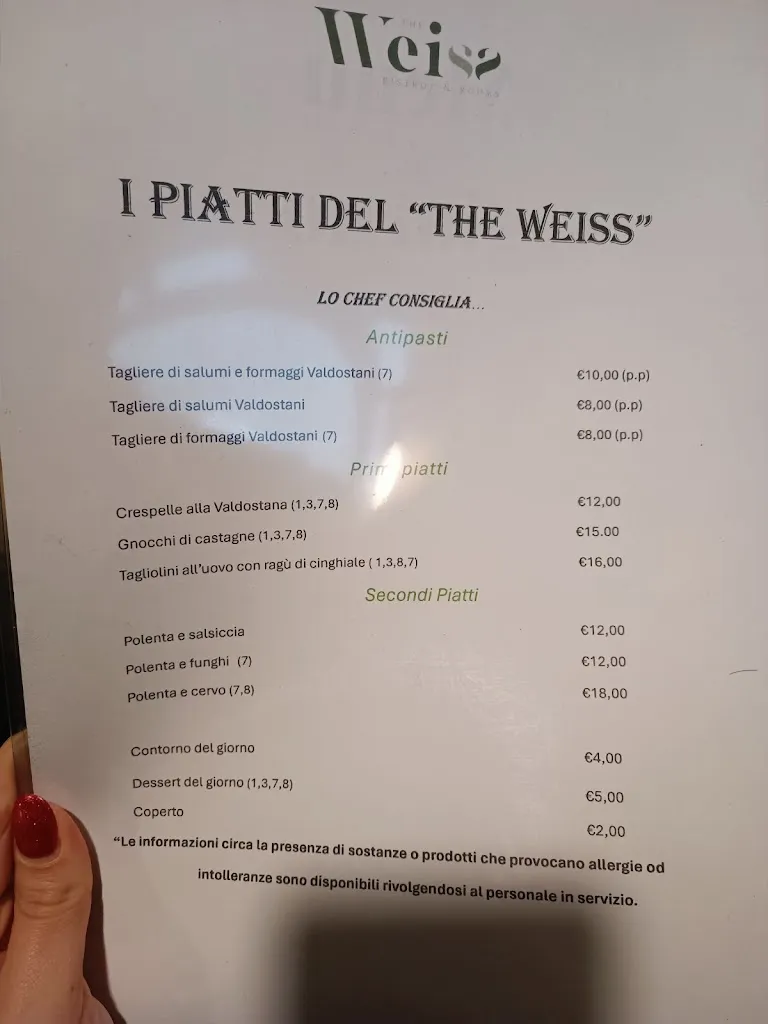 THE
Weiss
BISTROT & ROOMS
I PIATTI DEL “THE WEISS”
LO CHEF CONSIGLIA...
Antipasti
Tagliere di salumi e formaggi Valdostani (7) €10,00 (p.p)
Tagliere di salumi Valdostani €8,00 (p.p)
Tagliere di formaggi Valdostani (7) €8,00 (p.p)
Primi piatti
Crespelle alla Valdostana (1,3,7,8) €12,00
Gnocchi di castagne (1,3,7,8) €15.00
Tagliolini all’uovo con ragù di cinghiale ( 1,3,8,7) €16,00
Secondi Piatti
Polenta e salsiccia €12,00
Polenta e funghi (7) €12,00
Polenta e cervo (7,8) €18,00
Contorno del giorno €4,00
Dessert del giorno (1,3,7,8) €5,00
Coperto €2,00
“Le informazioni circa la presenza di sostanze o prodotti che provocano allergie od
intolleranze sono disponibili rivolgendosi al personale in servizio.